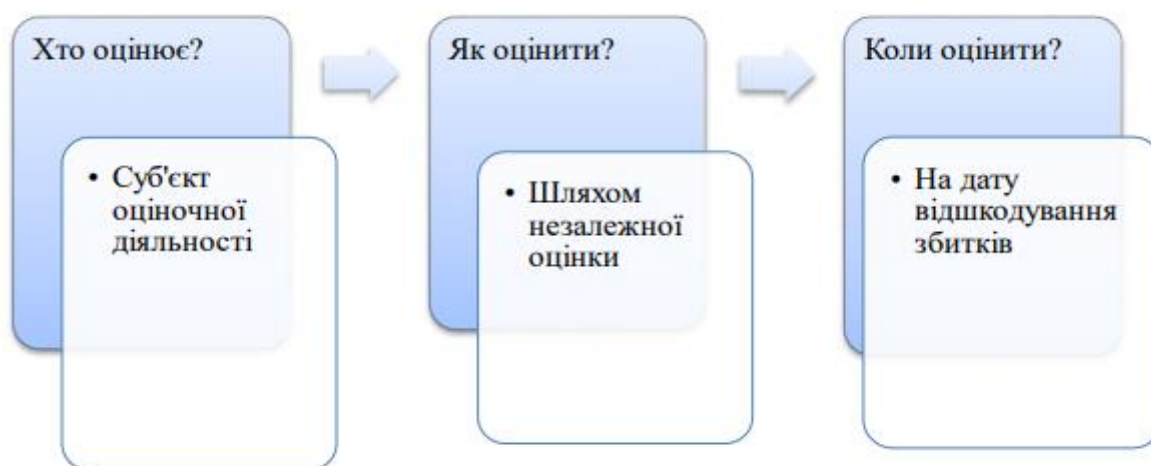 Хто оцінює?
• Суб'єкт
оціночної
діяльності
Як оцінити?
• Шляхом
незалежної
оцінки
Коли оцінити?
• На дату
відшкодування
збитків